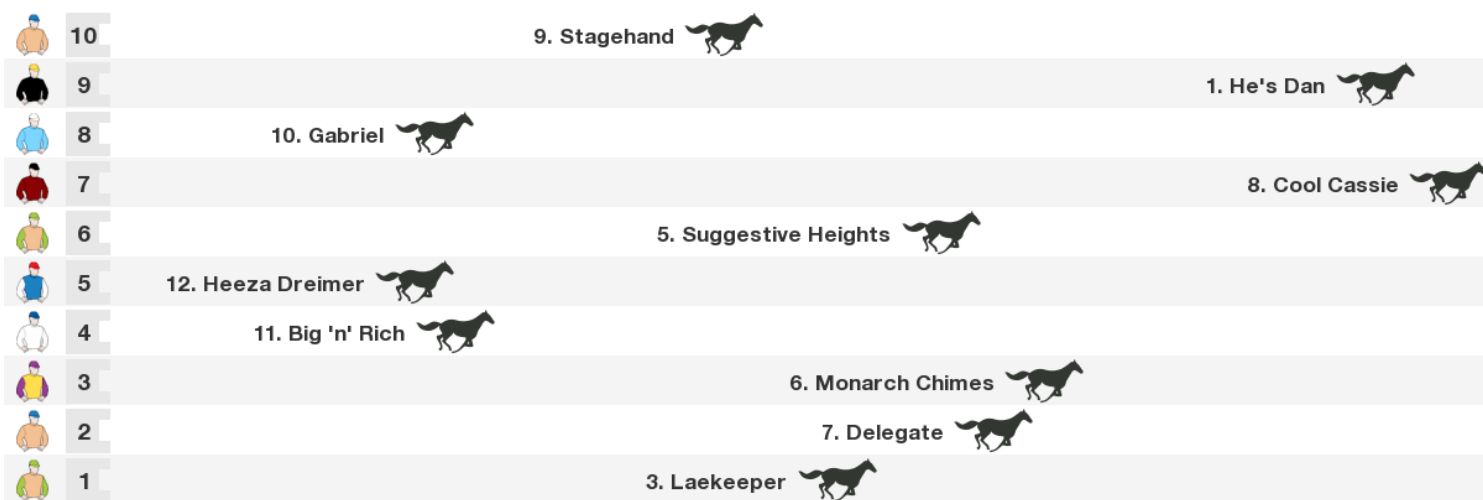 10 9. Stagehand
9 1. He's Dan
8 10. Gabriel
7 8. Cool Cassie
6 5. Suggestive Heights
5 12. Heeza Dreimer
4 11. Big 'n' Rich
3 6. Monarch Chimes
2 7. Delegate
1 3. Laekeeper